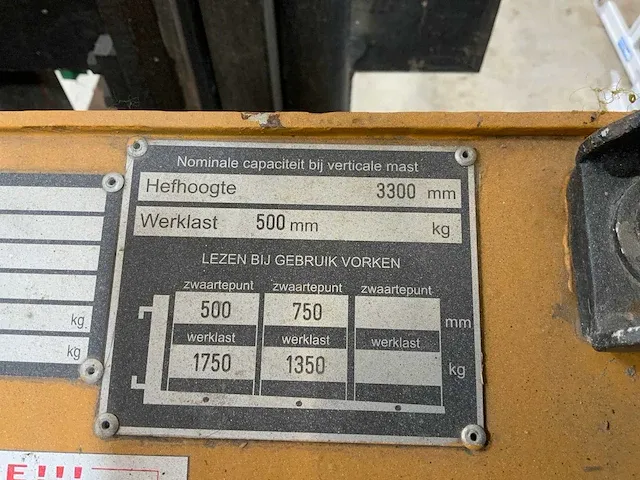 Nominale capaciteit bij verticale mast
Hefhoogte 3300 mm
Werklast 500 mm kg
LEZEN BIJ GEBRUIK VORKEN
zwaartepunt zwaartepunt zwaartepunt
500 750 mm
werklast werklast werklast
1750 1350 kg
kg.
kg
E!!!